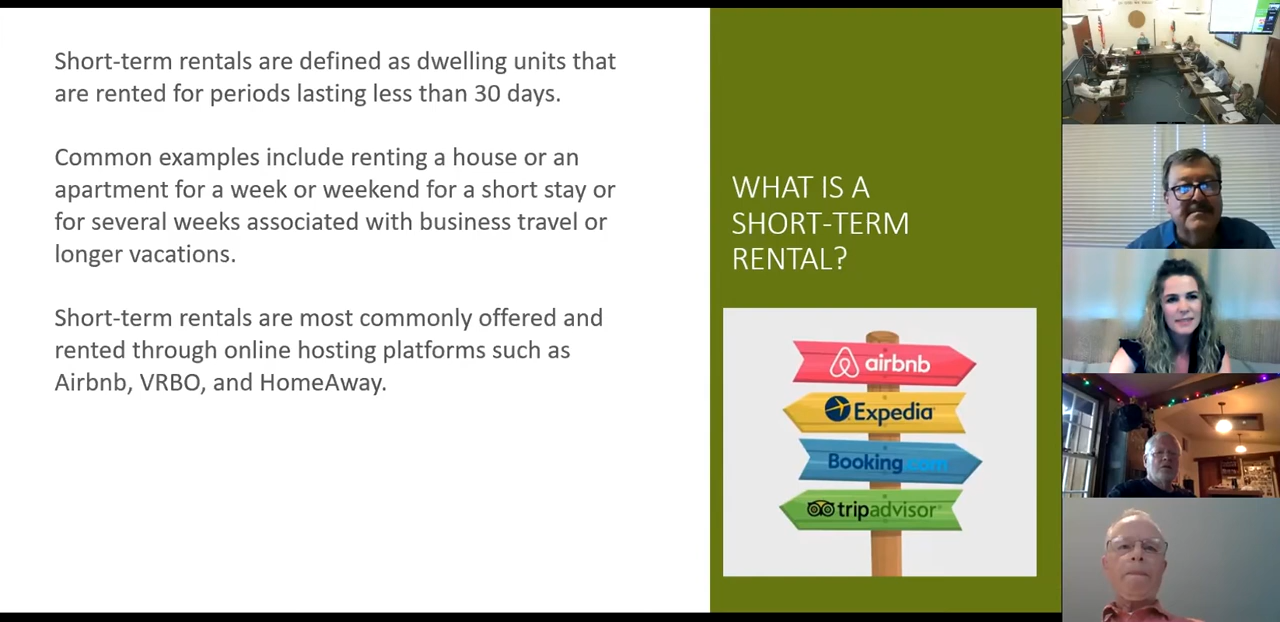 Short-term rentals are defined as dwelling units that
are rented for periods lasting less than 30 days.
Common examples include renting a house or an
apartment for a week or weekend for a short stay or
for several weeks associated with business travel or
longer vacations.
Short-term rentals are most commonly offered and
rented through online hosting platforms such as
Airbnb, VRBO, and HomeAway.
WHAT IS A
SHORT-TERM
RENTAL?
airbnb
Expedia
Booking.com
tripadvisor